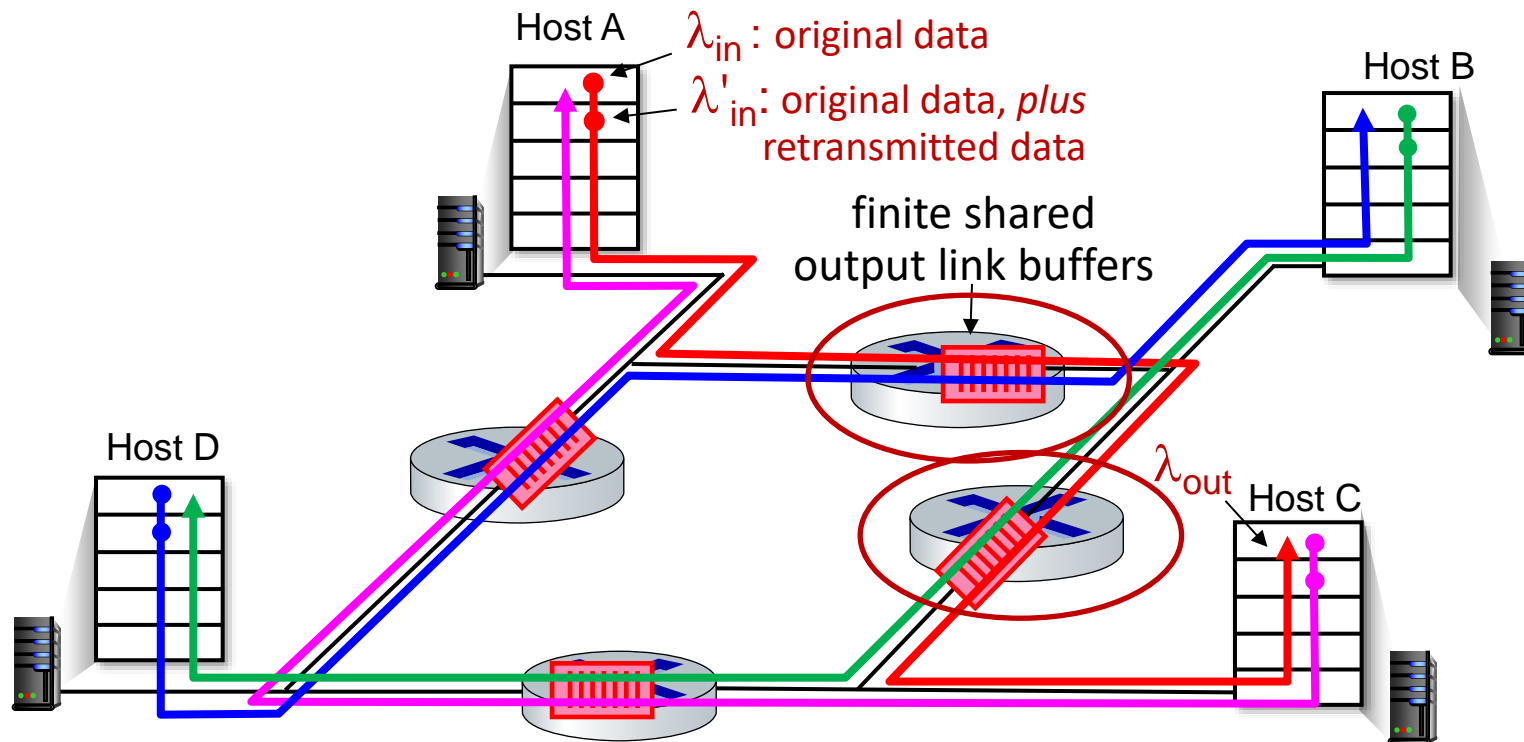 Host A
λin : original data
λ'in: original data, plus
retransmitted data
Host B
finite shared
output link buffers
Host D
λout
Host C